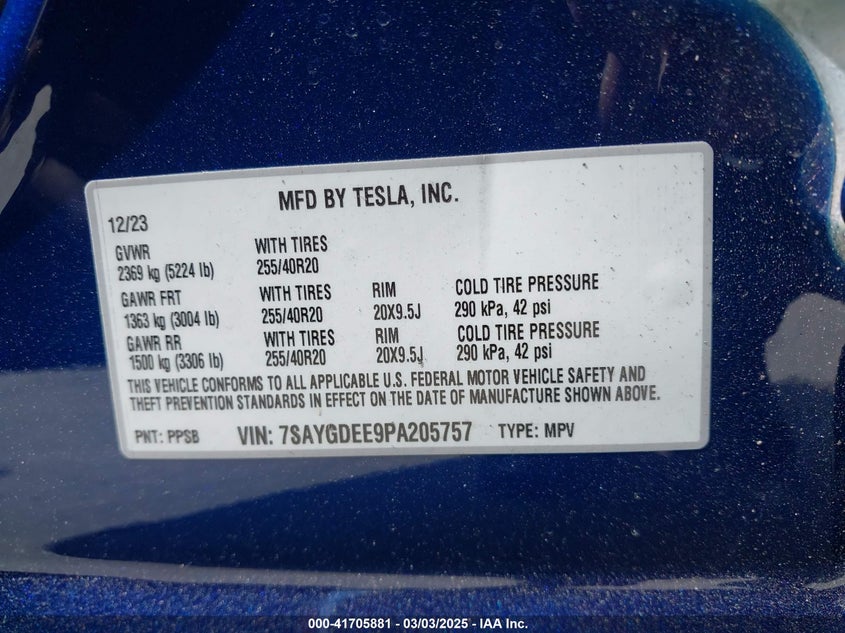 MFD BY TESLA, INC.
12/23
GVWR WITH TIRES
2369 kg (5224 lb) 255/40R20
GAWR FRT WITH TIRES RIM COLD TIRE PRESSURE
1363 kg (3004 lb) 255/40R20 20X9.5J 290 kPa, 42 psi
GAWR RR WITH TIRES RIM COLD TIRE PRESSURE
1500 kg (3306 lb) 255/40R20 20X9.5J 290 kPa, 42 psi
THIS VEHICLE CONFORMS TO ALL APPLICABLE U.S. FEDERAL MOTOR VEHICLE SAFETY AND
THEFT PREVENTION STANDARDS IN EFFECT ON THE DATE OF MANUFACTURE SHOWN ABOVE.
PNT: PPSB VIN: 7SAYGDEE9PA205757 TYPE: MPV
000-41705881 - 03/03/2025 - IAA Inc.